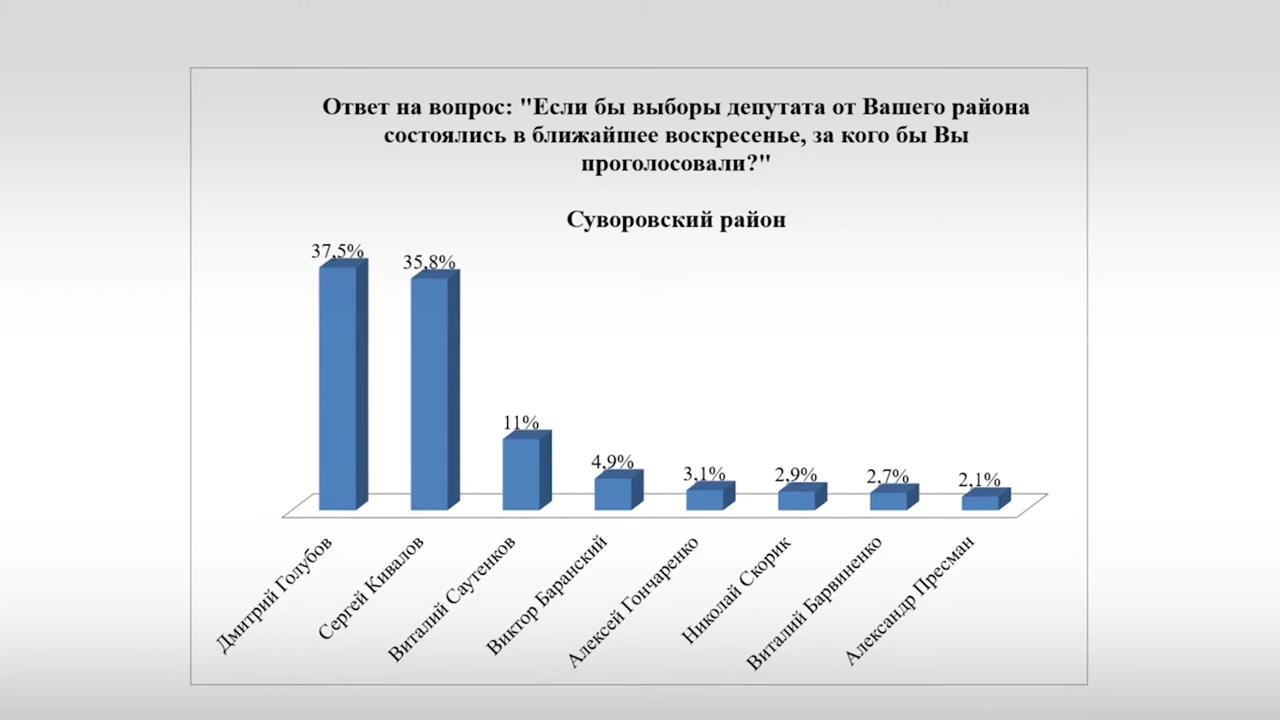 Ответ на вопрос: "Если бы выборы депутата от Вашего района
состоялись в ближайшее воскресенье, за кого бы Вы
проголосовали?"
Суворовский район
37,5%
35,8%
11%
4,9%
3,1%
2,9%
2,7%
2,1%
Дмитрий Голубов
Сергей Кивалов
Виталий Саутенков
Виктор Баранский
Алексей Гончаренко
Николай Скорик
Виталий Барвиненко
Александр Пресман